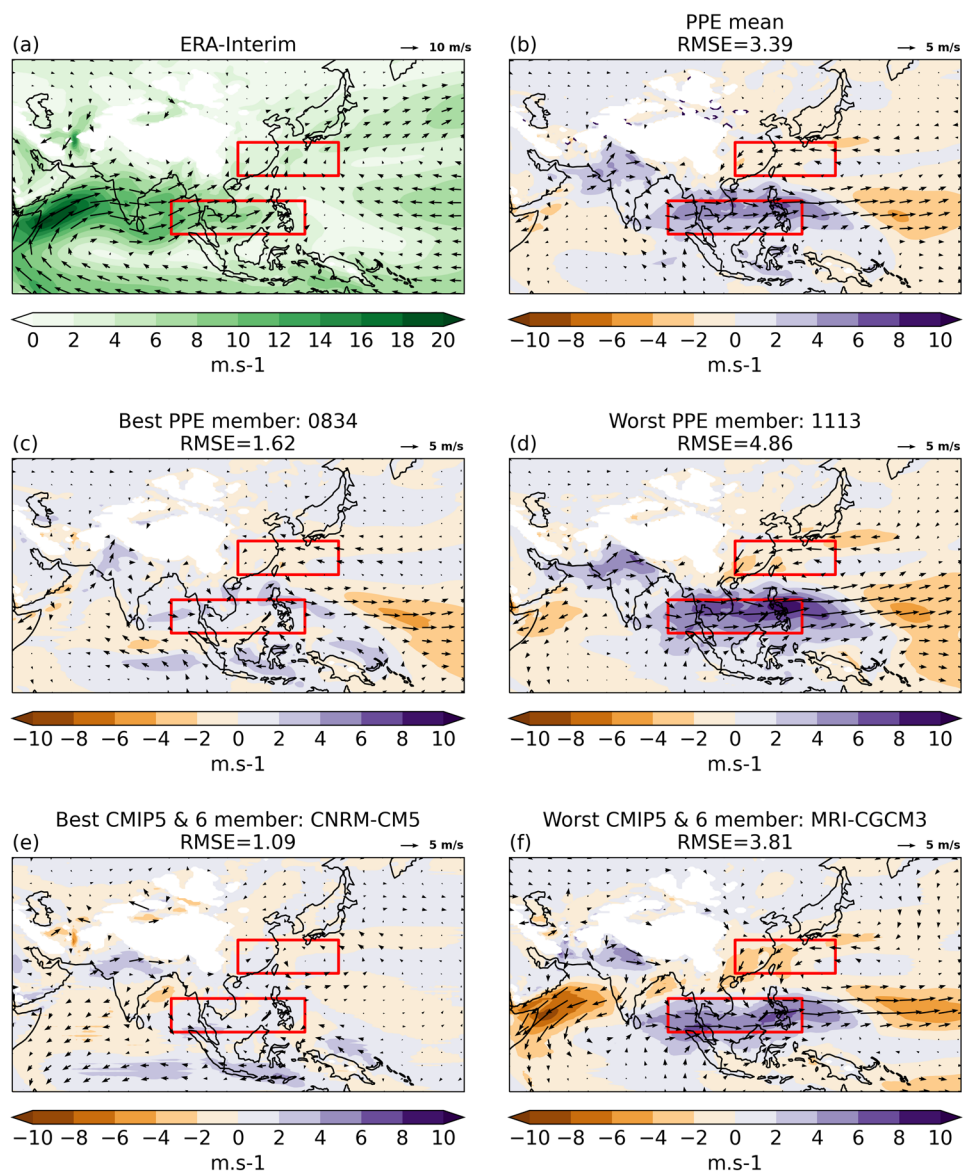 (a) ERA-Interim 10 m/s
0 2 4 6 8 10 12 14 16 18 20
m.s-1
PPE mean
(b) RMSE=3.39 5 m/s
−10 −8 −6 −4 −2 0 2 4 6 8 10
m.s-1
Best PPE member: 0834
(c) RMSE=1.62 5 m/s
−10 −8 −6 −4 −2 0 2 4 6 8 10
m.s-1
Worst PPE member: 1113
(d) RMSE=4.86 5 m/s
−10 −8 −6 −4 −2 0 2 4 6 8 10
m.s-1
Best CMIP5 & 6 member: CNRM-CM5
(e) RMSE=1.09 5 m/s
−10 −8 −6 −4 −2 0 2 4 6 8 10
m.s-1
Worst CMIP5 & 6 member: MRI-CGCM3
(f) RMSE=3.81 5 m/s
−10 −8 −6 −4 −2 0 2 4 6 8 10
m.s-1